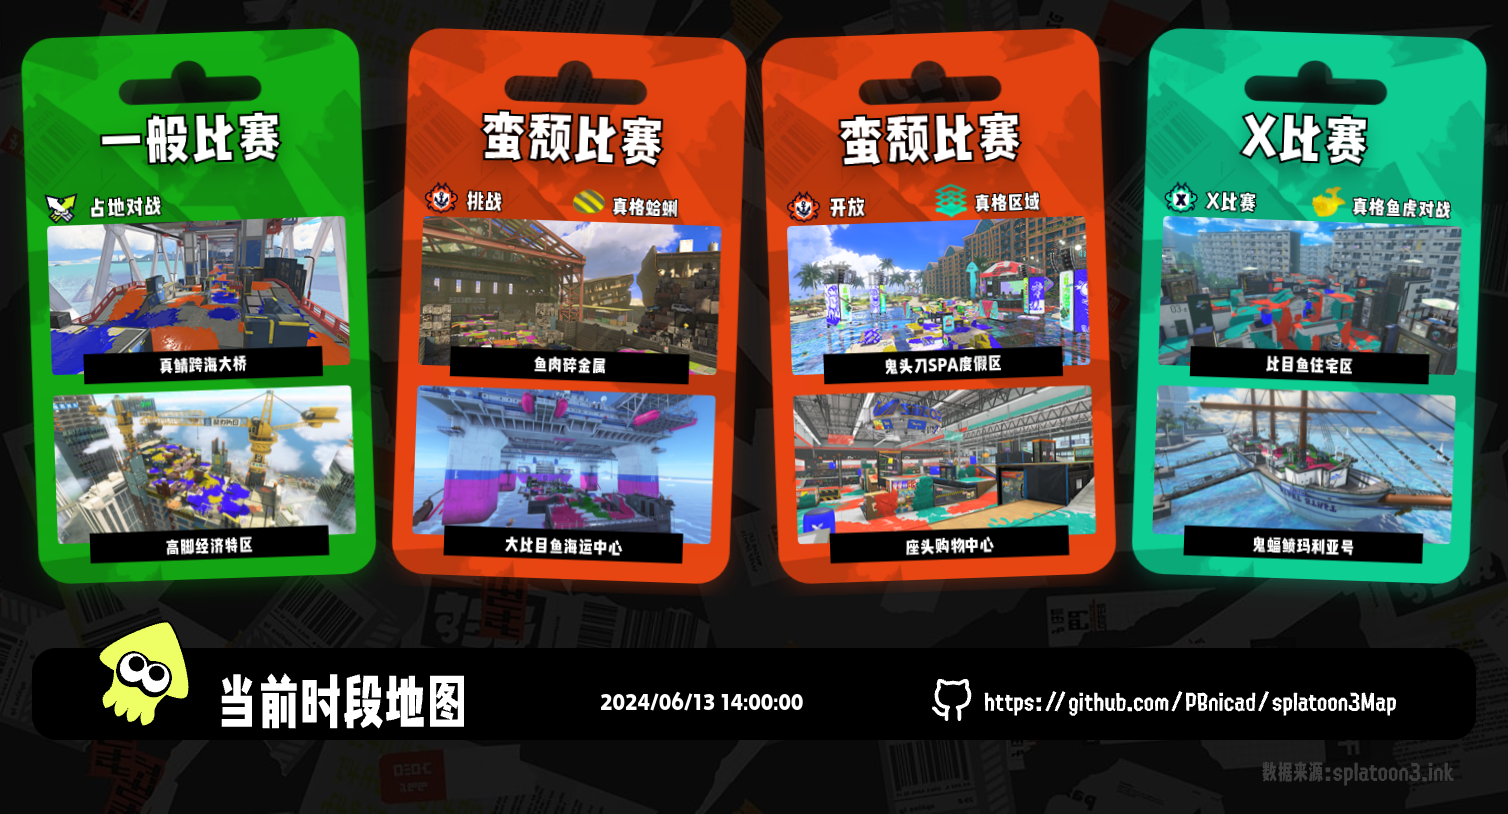 一般比赛
占地对战
真鲭跨海大桥
高脚经济特区
蛮颓比赛
挑战
真格蛤蜊
鱼肉碎金属
大比目鱼海运中心
蛮颓比赛
开放
真格区域
鬼头刀SPA度假区
座头购物中心
X比赛
X比赛
真格鱼虎对战
比目鱼住宅区
鬼蝠鲼玛利亚号
当前时段地图
2024/06/13 14:00:00
https://github.com/PBnicad/splatoon3Map
数据来源:splatoon3.ink